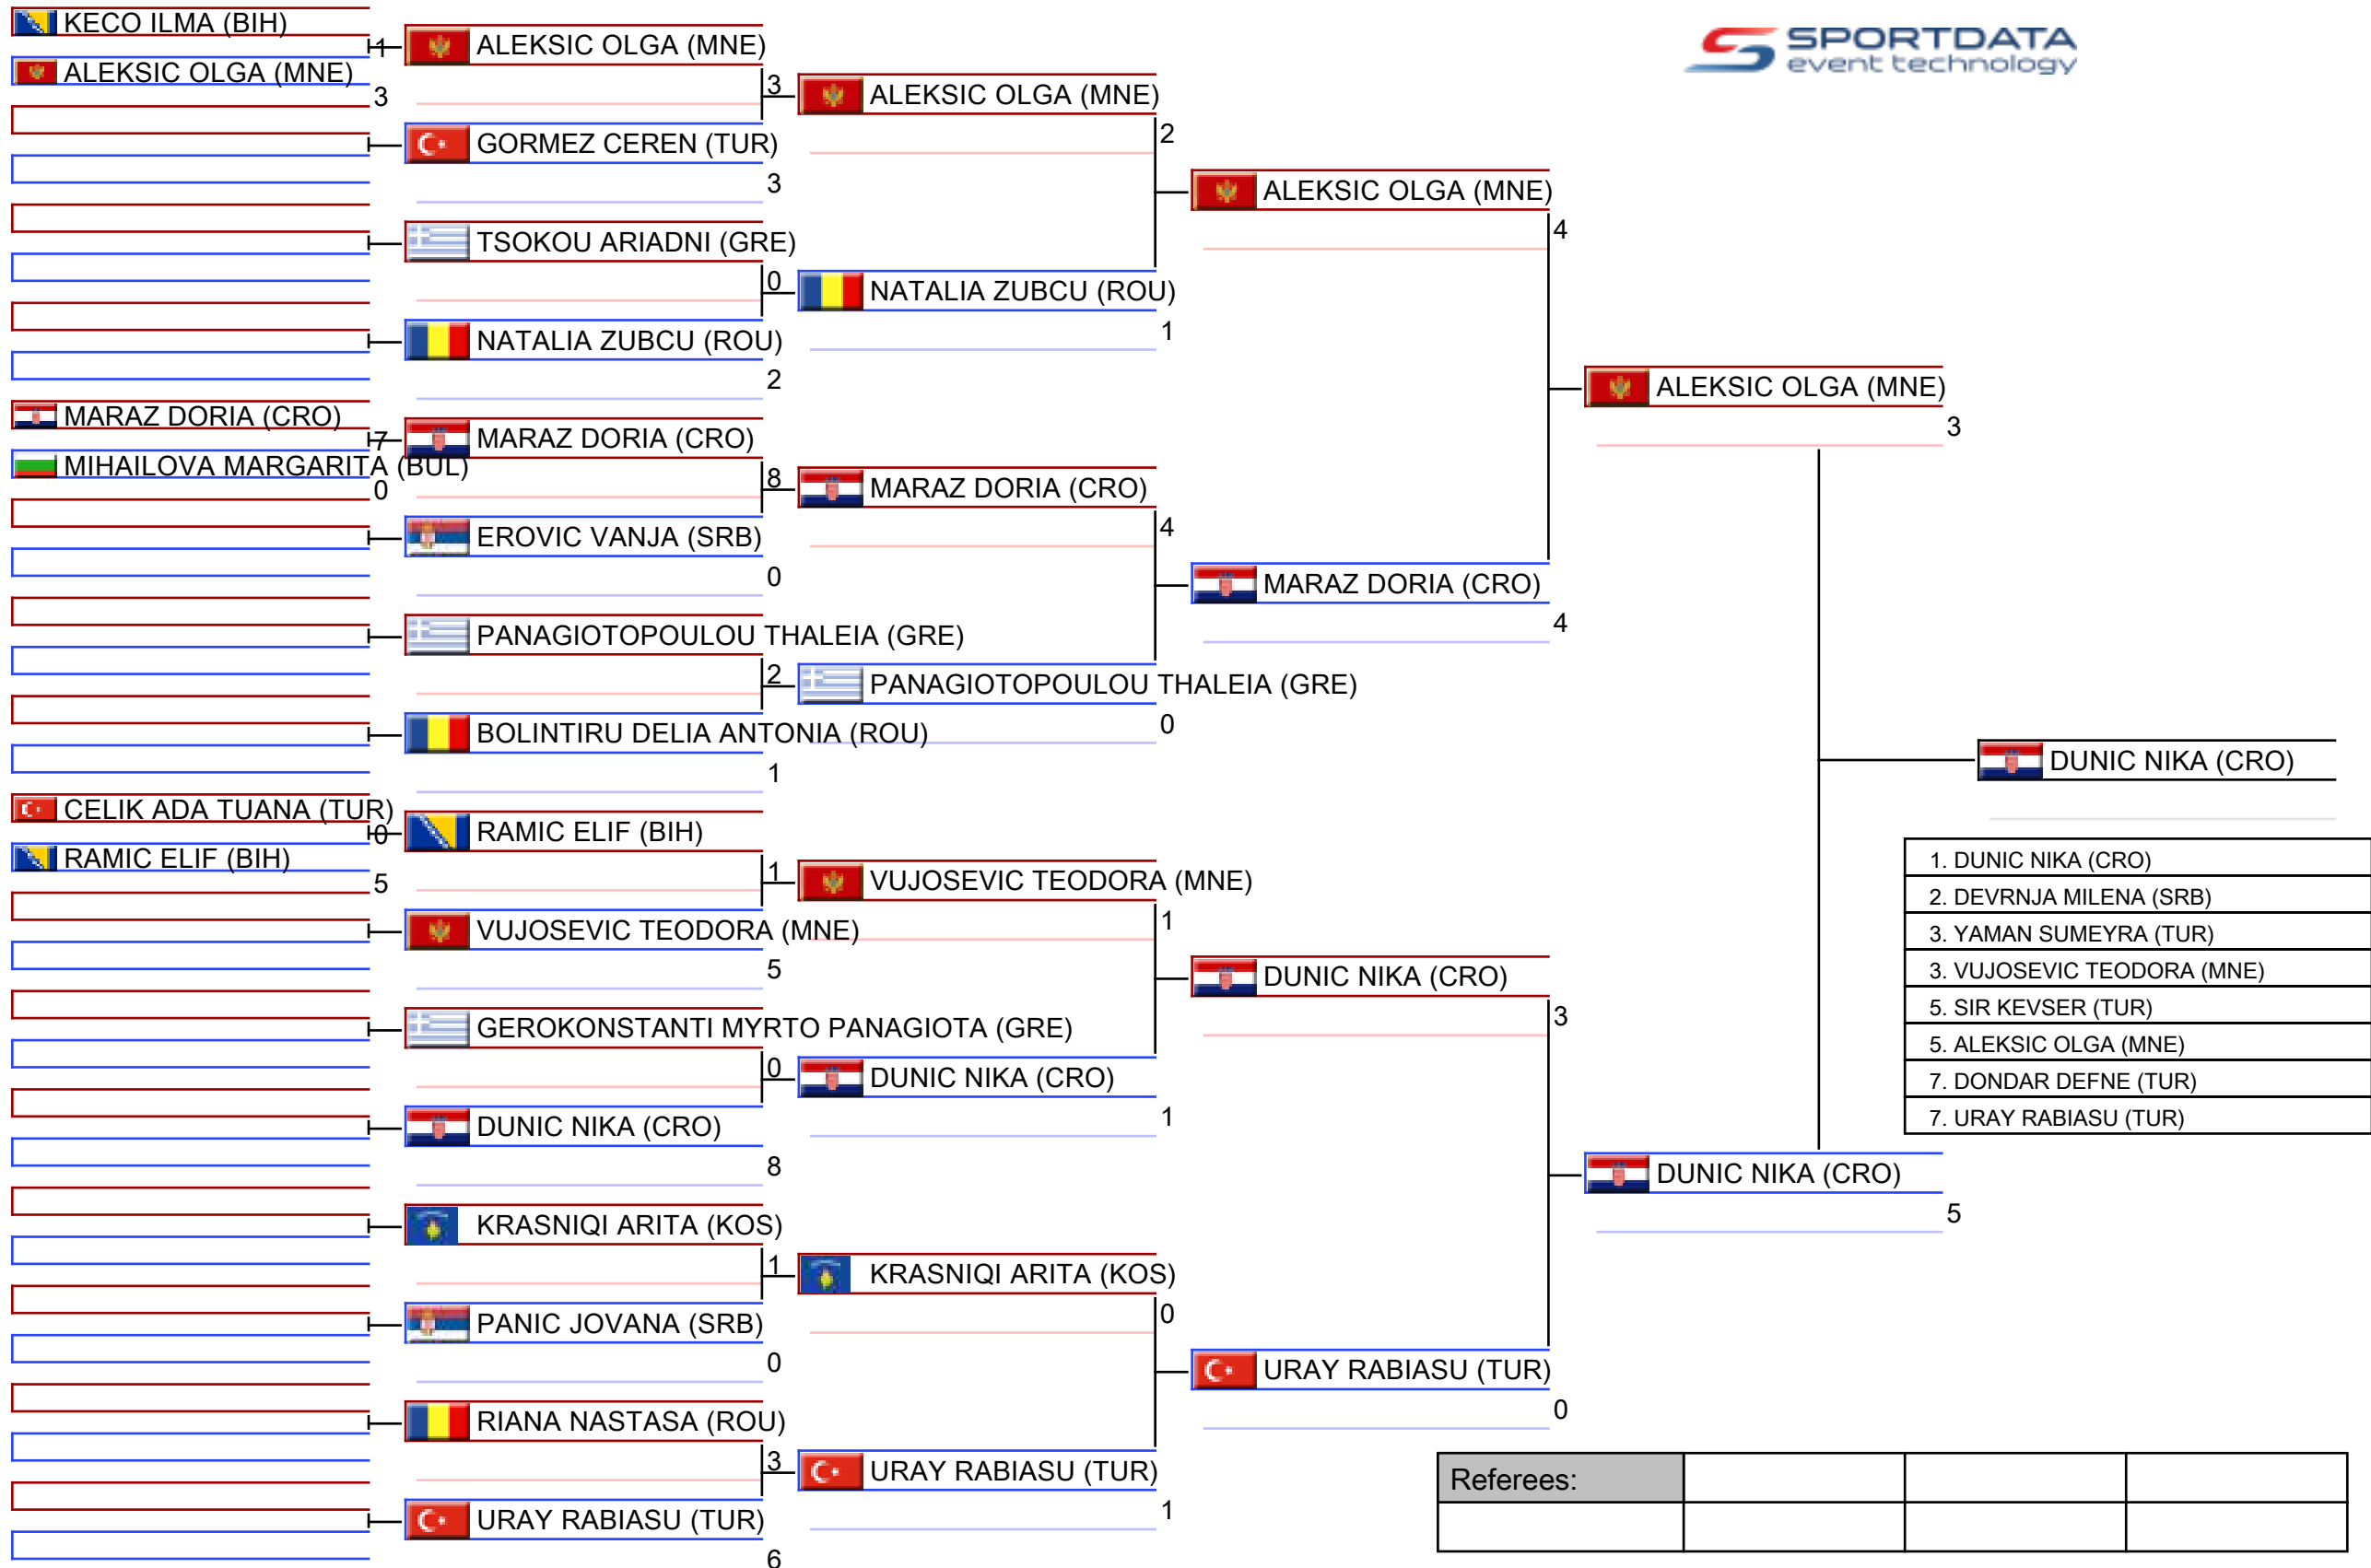 SPORTDATA
event technology
KECO ILMA (BIH)
1
ALEKSIC OLGA (MNE)
3
MARAZ DORIA (CRO)
7
MIHAILOVA MARGARITA (BUL)
0
CELIK ADA TUANA (TUR)
0
RAMIC ELIF (BIH)
5
ALEKSIC OLGA (MNE)
3
GORMEZ CEREN (TUR)
3
TSOKOU ARIADNI (GRE)
0
NATALIA ZUBCU (ROU)
2
MARAZ DORIA (CRO)
8
EROVIC VANJA (SRB)
0
PANAGIOTOPOULOU THALEIA (GRE)
2
BOLINTIRU DELIA ANTONIA (ROU)
1
RAMIC ELIF (BIH)
1
VUJOSEVIC TEODORA (MNE)
5
GEROKONSTANTI MYRTO PANAGIOTA (GRE)
0
DUNIC NIKA (CRO)
8
KRASNIQI ARITA (KOS)
1
PANIC JOVANA (SRB)
0
RIANA NASTASA (ROU)
3
URAY RABIASU (TUR)
6
ALEKSIC OLGA (MNE)
2
NATALIA ZUBCU (ROU)
1
MARAZ DORIA (CRO)
4
PANAGIOTOPOULOU THALEIA (GRE)
0
VUJOSEVIC TEODORA (MNE)
1
DUNIC NIKA (CRO)
1
KRASNIQI ARITA (KOS)
0
URAY RABIASU (TUR)
1
ALEKSIC OLGA (MNE)
4
MARAZ DORIA (CRO)
4
DUNIC NIKA (CRO)
3
URAY RABIASU (TUR)
0
ALEKSIC OLGA (MNE)
3
DUNIC NIKA (CRO)
5
DUNIC NIKA (CRO)
1. DUNIC NIKA (CRO)
2. DEVRNJA MILENA (SRB)
3. YAMAN SUMEYRA (TUR)
3. VUJOSEVIC TEODORA (MNE)
5. SIR KEVSER (TUR)
5. ALEKSIC OLGA (MNE)
7. DONDAR DEFNE (TUR)
7. URAY RABIASU (TUR)
Referees: